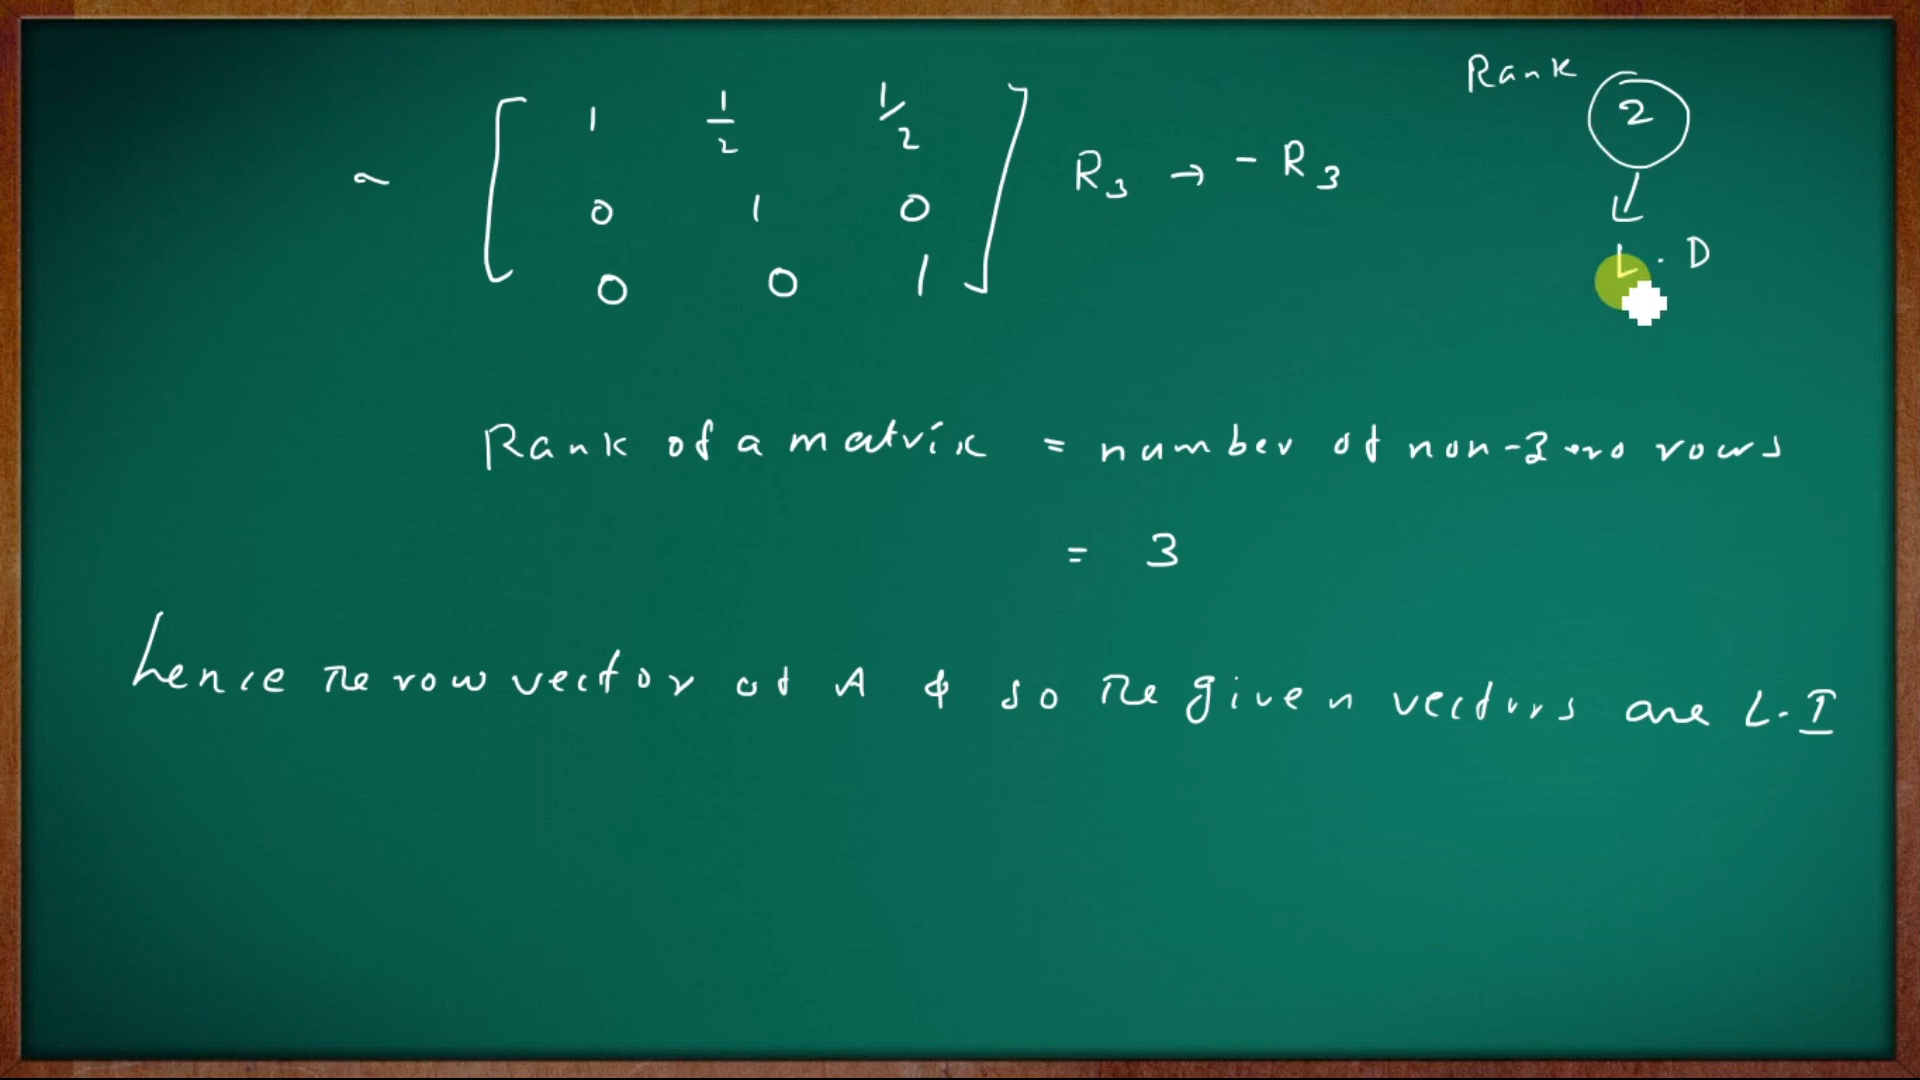 ~ [ 1 1/2 1/2 ] R₃ → - R₃
0 1 0
0 0 1
Rank 2
L . D
Rank of a matrix = number of non-zero rows
= 3
hence the row vector of A & so the given vectors are L.I